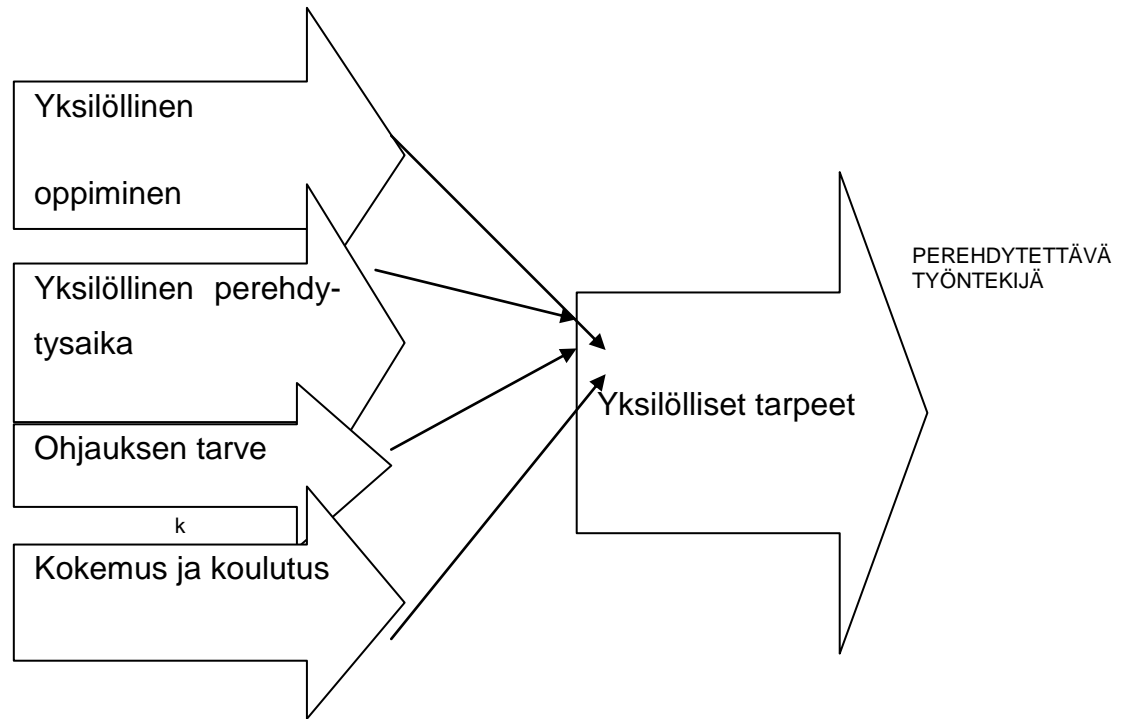 Yksilöllinen
oppiminen
Yksilöllinen perehdy-
tysaika
Ohjauksen tarve
k
Kokemus ja koulutus
Yksilölliset tarpeet
PEREHDYTETTÄVÄ
TYÖNTEKIJÄ